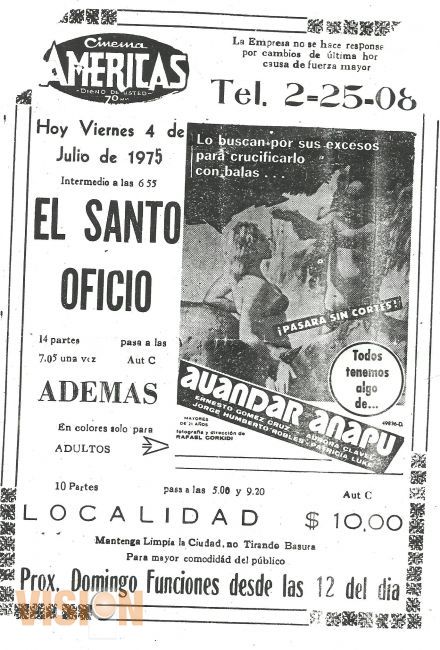 Cinema
AMERICAS
DIGNO DE USTED
7º
La Empresa no se hace response
por cambios de última hor
causa de fuerza mayor
Tel. 2-25-08
Hoy Viernes 4 de
Julio de 1975
Intermedio a las 6 55
EL SANTO
OFICIO
14 partes pasa a las
7.05 una vez Aut C
ADEMAS
En colores solo para
ADULTOS
Lo buscan por sus excesos
para crucificarlo
con balas . . .
¡PASARA SIN CORTES!
Todos
tenemos
algo
de...
AUANDAR ANAPU
ERNESTO GOMEZ CRUZ AURORA CLAVEL
JORGE HUMBERTO ROBLES PATRICIA LUKE
MAYORES
DE 21 AÑOS
fotografía y dirección de
RAFAEL CORKIDI
10 Partes pasa a las 5.00 y 9.20 Aut C
LOCALIDAD $ 10,00
Mantenga Limpia la Ciudad, no Tirando Basura
Para mayor comodidad del público
Prox. Domingo Funciones desde las 12 del dia
VISION